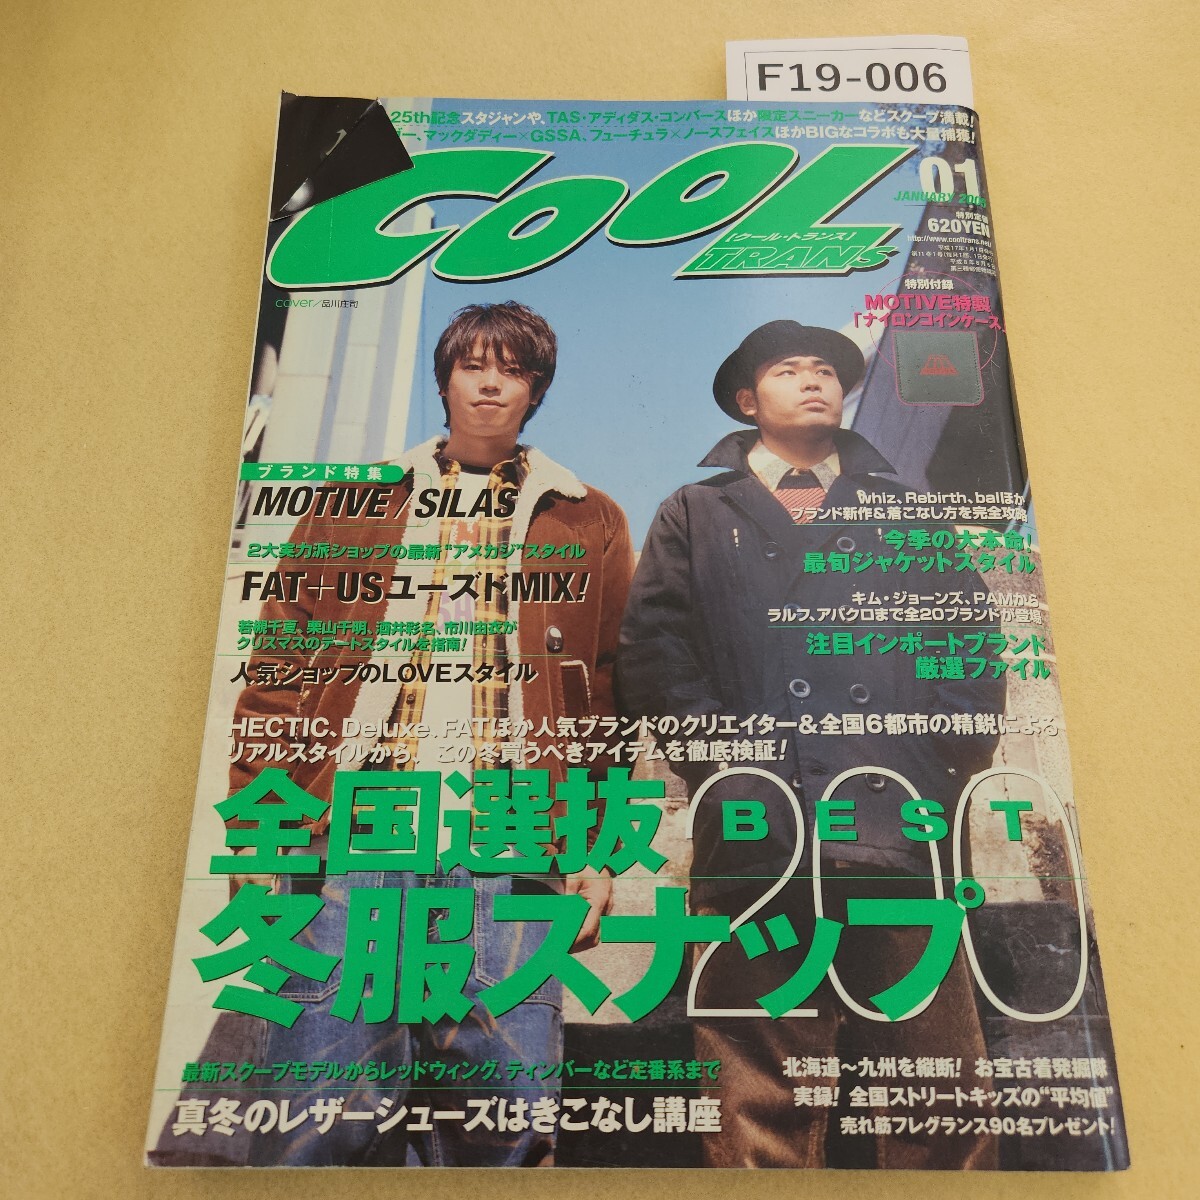 F19-006
25th記念スタジャンや、TAS・アディダス・コンバースほか限定スニーカーなどスクープ満載!
マックダディー×GSSA、フューチュラ×ノースフェイスほかBIGなコラボも大量捕獲!
COOL
TRANS
【クール・トランス】
01
JANUARY
特別定価
620YEN
http://www.cooltrans.net/
cover/品川庄司
特別付録
MOTIVE特製
「ナイロンコインケース」
ブランド特集
MOTIVE/SILAS
2大実力派ショップの最新“アメカジ”スタイル
FAT+USユーズドMIX!
若槻千夏、栗山千明、酒井彩名、市川由衣が
クリスマスのデートスタイルを指南!
人気ショップのLOVEスタイル
whiz、Rebirth、balほか
ブランド新作&着こなし方を完全攻略
今季の大本命!
最旬ジャケットスタイル
キム・ジョーンズ、PAMから
ラルフ、アバクロまで全20ブランドが登場
注目インポートブランド
厳選ファイル
HECTIC、Deluxe、FATほか人気ブランドのクリエイター&全国6都市の精鋭による
リアルスタイルから、この冬買うべきアイテムを徹底検証!
全国選抜 BEST
冬服スナップ 200
最新スクープモデルからレッドウィング、ティンバーなど定番系まで
真冬のレザーシューズはきこなし講座
北海道〜九州を縦断! お宝古着発掘隊
実録! 全国ストリートキッズの“平均値”
売れ筋フレグランス90名プレゼント!